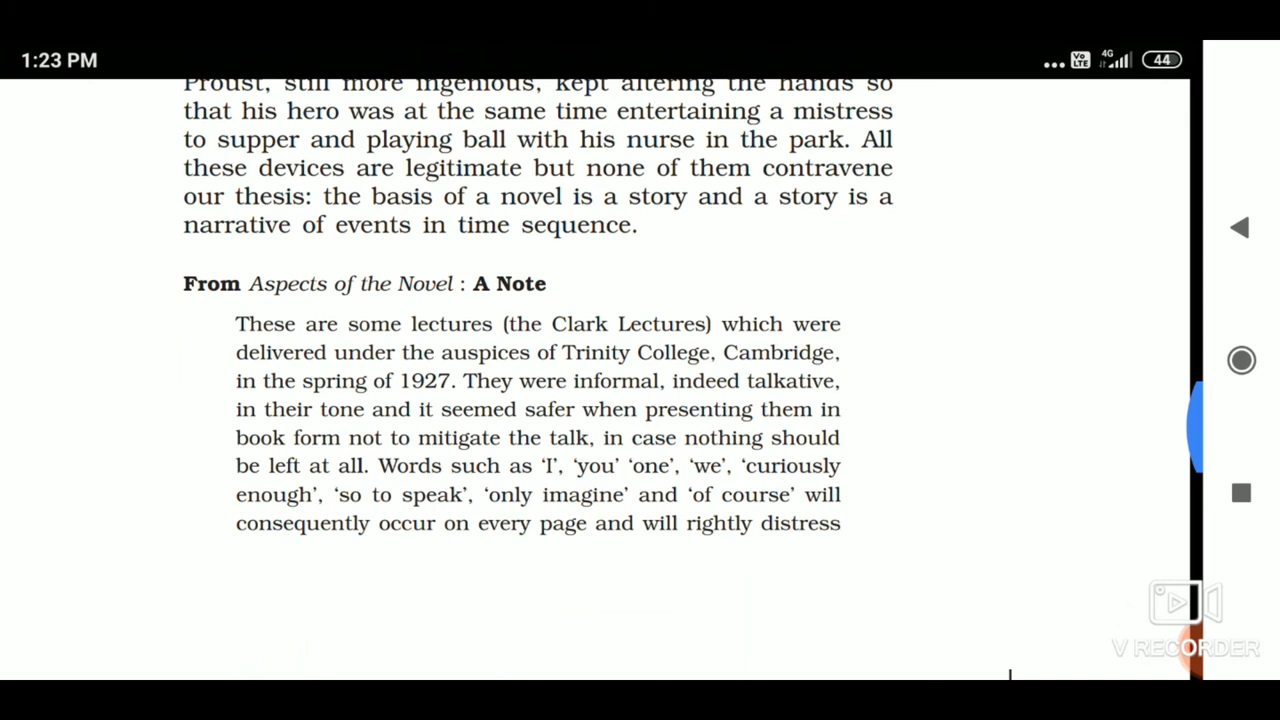 1:23 PM
Vo LTE 4G 44
Proust, still more ingenious, kept altering the hands so
that his hero was at the same time entertaining a mistress
to supper and playing ball with his nurse in the park. All
these devices are legitimate but none of them contravene
our thesis: the basis of a novel is a story and a story is a
narrative of events in time sequence.
From Aspects of the Novel : A Note
These are some lectures (the Clark Lectures) which were
delivered under the auspices of Trinity College, Cambridge,
in the spring of 1927. They were informal, indeed talkative,
in their tone and it seemed safer when presenting them in
book form not to mitigate the talk, in case nothing should
be left at all. Words such as ‘I’, ‘you’ ‘one’, ‘we’, ‘curiously
enough’, ‘so to speak’, ‘only imagine’ and ‘of course’ will
consequently occur on every page and will rightly distress
V RECORDER